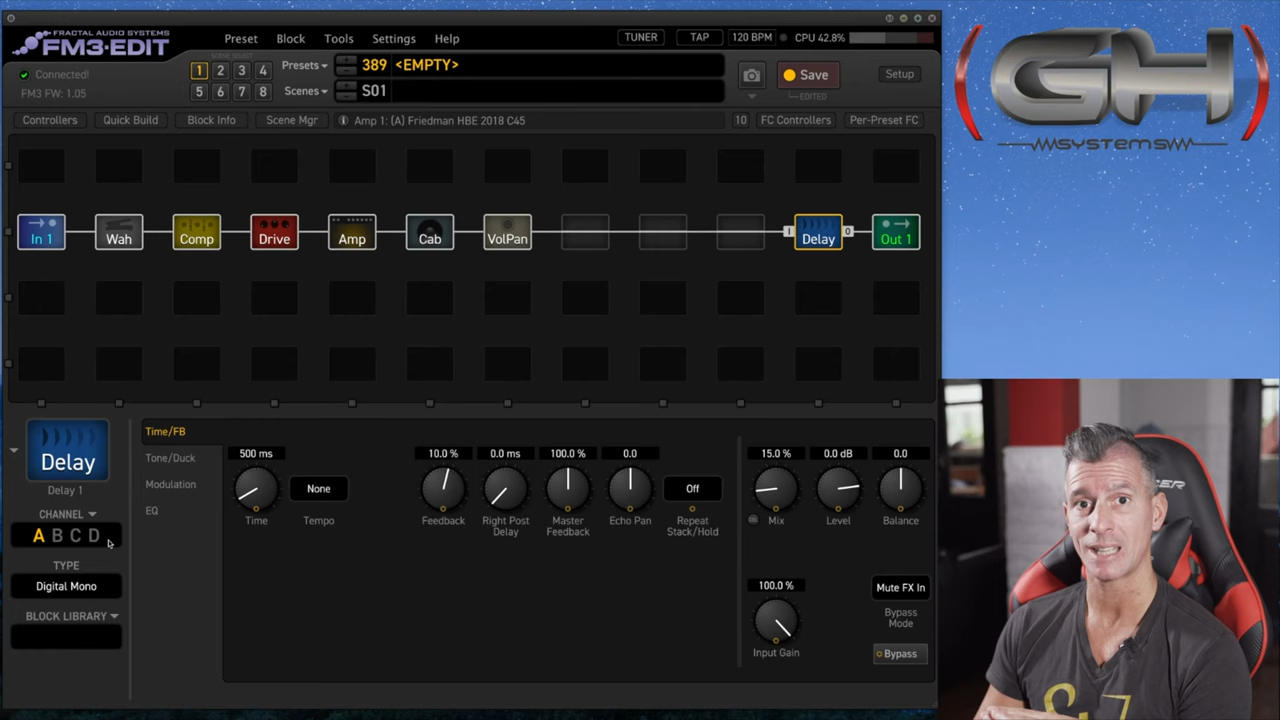 FRACTAL AUDIO SYSTEMS
FM3-EDIT
Preset Block Tools Settings Help
TUNER TAP 120 BPM CPU 42.8%
Connected!
FM3 FW: 1.05
SCENE SELECT
1 2 3 4
5 6 7 8
Presets 389 <EMPTY>
Scenes S01
Save
EDITED
Setup
Controllers Quick Build Block Info Scene Mgr Amp 1: (A) Friedman HBE 2018 C45 10 FC Controllers Per-Preset FC
In 1 Wah Comp Drive Amp Cab VolPan I Delay O Out 1
Delay
Delay 1
CHANNEL
A B C D
TYPE
Digital Mono
BLOCK LIBRARY
Time/FB
Tone/Duck
Modulation
EQ
500 ms 10.0 % 0.0 ms 100.0 % 0.0 15.0 % 0.0 dB 0.0
None Off
Time Tempo Feedback Right Post Delay Master Feedback Echo Pan Repeat Stack/Hold Mix Level Balance
100.0 % Mute FX In
Input Gain Bypass Mode
Bypass
GH
SYSTEMS